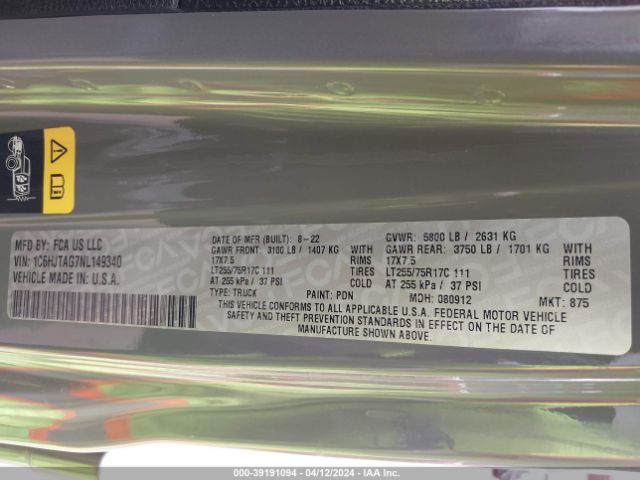 MFD BY: FCA US LLC
VIN: 1C6HJTAG7NL149340
VEHICLE MADE IN: U.S.A.
DATE OF MFR (BUILT): 8-22
GAWR FRONT: 3100 LB / 1407 KG WITH
17X7.5 RIMS
LT255/75R17C 111 TIRES
AT 255 kPa / 37 PSI COLD
TYPE: TRUCK PAINT: PDN
GVWR: 5800 LB / 2631 KG
GAWR REAR: 3750 LB / 1701 KG WITH
17X7.5 RIMS
LT255/75R17C 111 TIRES
AT 255 kPa / 37 PSI COLD
MDH: 080912 MKT: 875
THIS VEHICLE CONFORMS TO ALL APPLICABLE U.S.A. FEDERAL MOTOR VEHICLE
SAFETY AND THEFT PREVENTION STANDARDS IN EFFECT ON THE DATE OF
MANUFACTURE SHOWN ABOVE.
000-39191094 - 04/12/2024 - IAA Inc.